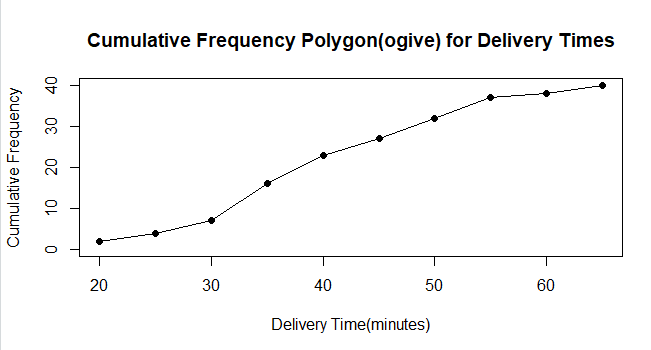 Cumulative Frequency Polygon(ogive) for Delivery Times
Cumulative Frequency
40
30
20
10
0
20 30 40 50 60
Delivery Time(minutes)